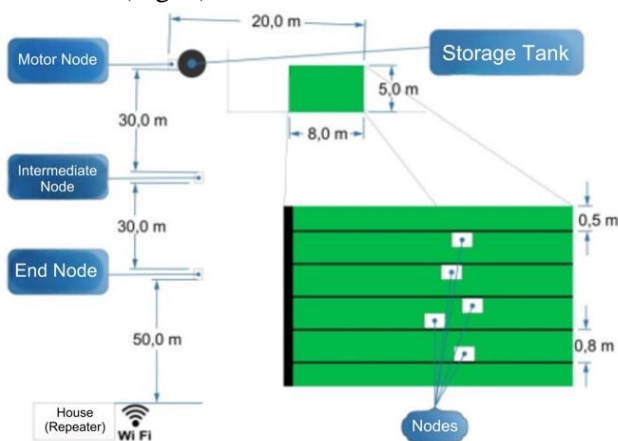 20,0 m
Motor Node
Storage Tank
5,0 m
30,0 m
8,0 m
Intermediate
Node
0,5 m
30,0 m
End Node
50,0 m
0,8 m
House
(Repeater)
Wi Fi
Nodes